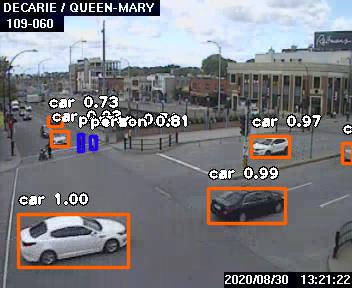 DECARIE / QUEEN-MARY
109-060
car 0.73
person 0.81
car 0.97
car 0.99
car 1.00
2020/08/30 13:21:22